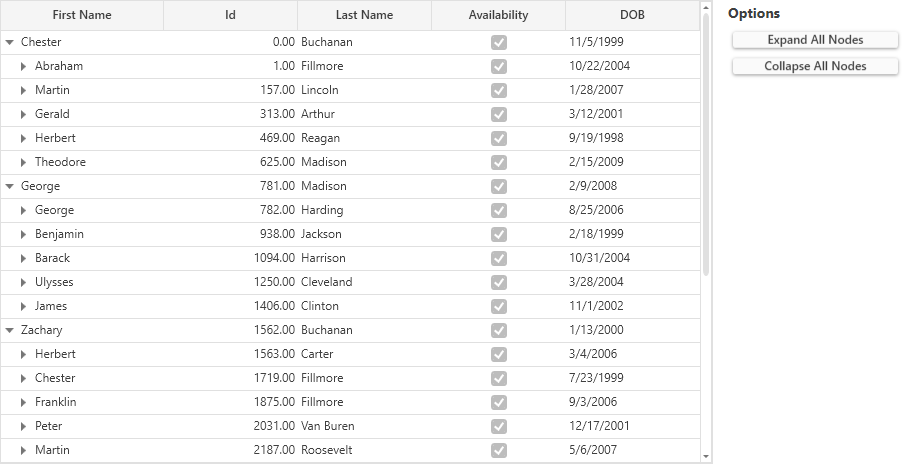 First Name Id Last Name Availability DOB
Chester 0.00 Buchanan 11/5/1999
Abraham 1.00 Fillmore 10/22/2004
Martin 157.00 Lincoln 1/28/2007
Gerald 313.00 Arthur 3/12/2001
Herbert 469.00 Reagan 9/19/1998
Theodore 625.00 Madison 2/15/2009
George 781.00 Madison 2/9/2008
George 782.00 Harding 8/25/2006
Benjamin 938.00 Jackson 2/18/1999
Barack 1094.00 Harrison 10/31/2004
Ulysses 1250.00 Cleveland 3/28/2004
James 1406.00 Clinton 11/1/2002
Zachary 1562.00 Buchanan 1/13/2000
Herbert 1563.00 Carter 3/4/2006
Chester 1719.00 Fillmore 7/23/1999
Franklin 1875.00 Fillmore 9/3/2006
Peter 2031.00 Van Buren 12/17/2001
Martin 2187.00 Roosevelt 5/6/2007
Options
Expand All Nodes
Collapse All Nodes